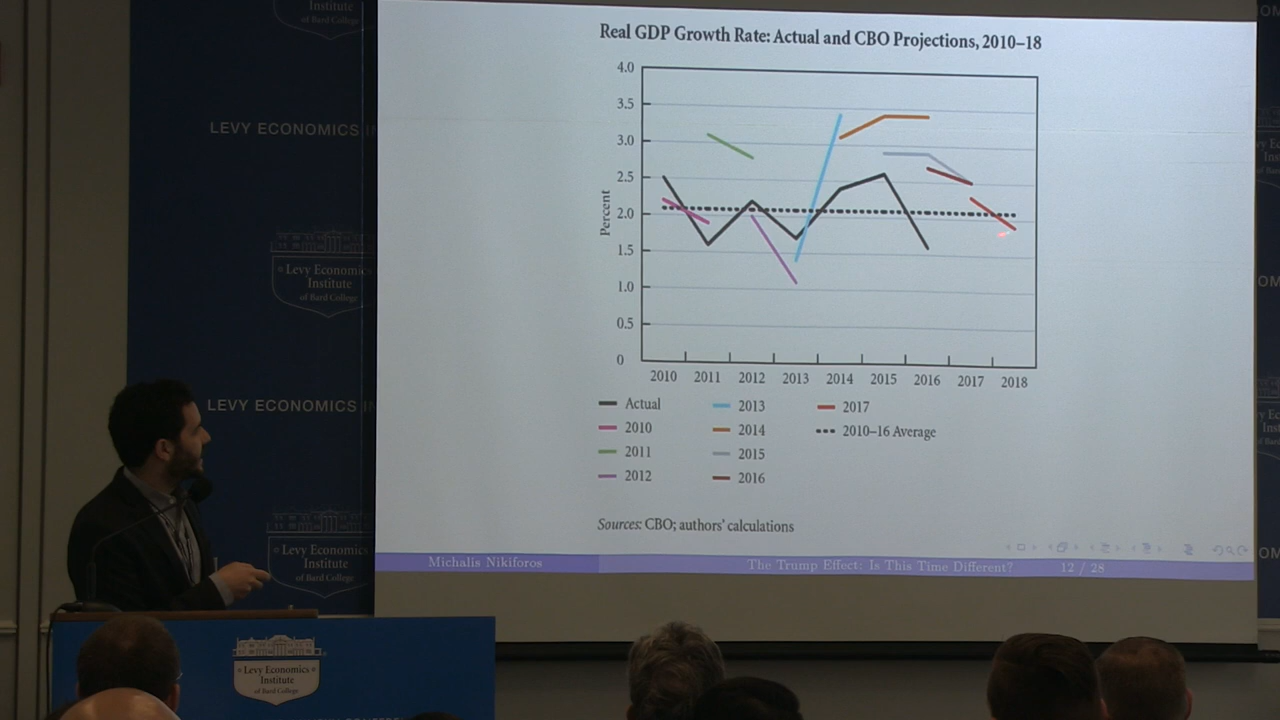 Institute
of Bard College
LEVY ECONOMICS
Levy Economics
Institute
of Bard College
LEVY ECONOMICS
Levy Economics
Institute
of Bard College
Real GDP Growth Rate: Actual and CBO Projections, 2010–18
Percent
4.0
3.5
3.0
2.5
2.0
1.5
1.0
0.5
0
2010 2011 2012 2013 2014 2015 2016 2017 2018
Actual 2013 2017
2010 2014 2010–16 Average
2011 2015
2012 2016
Sources: CBO; authors' calculations
Michalis Nikiforos The Trump Effect: Is This Time Different? 12 / 28
Levy Economics
Institute
of Bard College